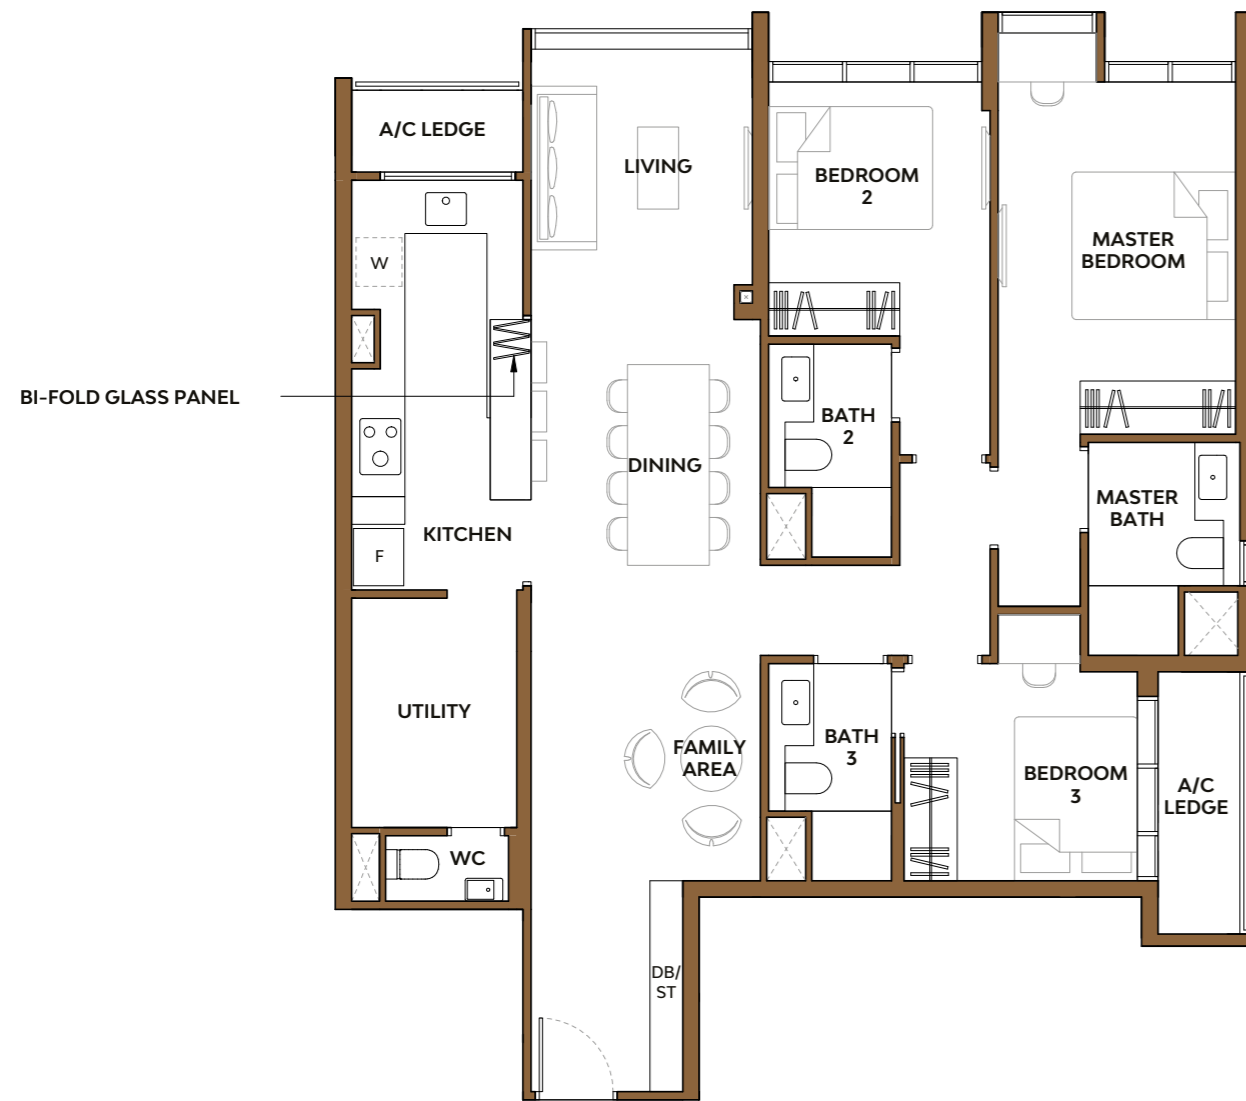 A/C LEDGE
LIVING
BEDROOM
2
MASTER
BEDROOM
W
BI-FOLD GLASS PANEL
BATH
2
DINING
MASTER
BATH
KITCHEN
F
UTILITY
FAMILY
AREA
BATH
3
BEDROOM
3
A/C
LEDGE
WC
DB/
ST